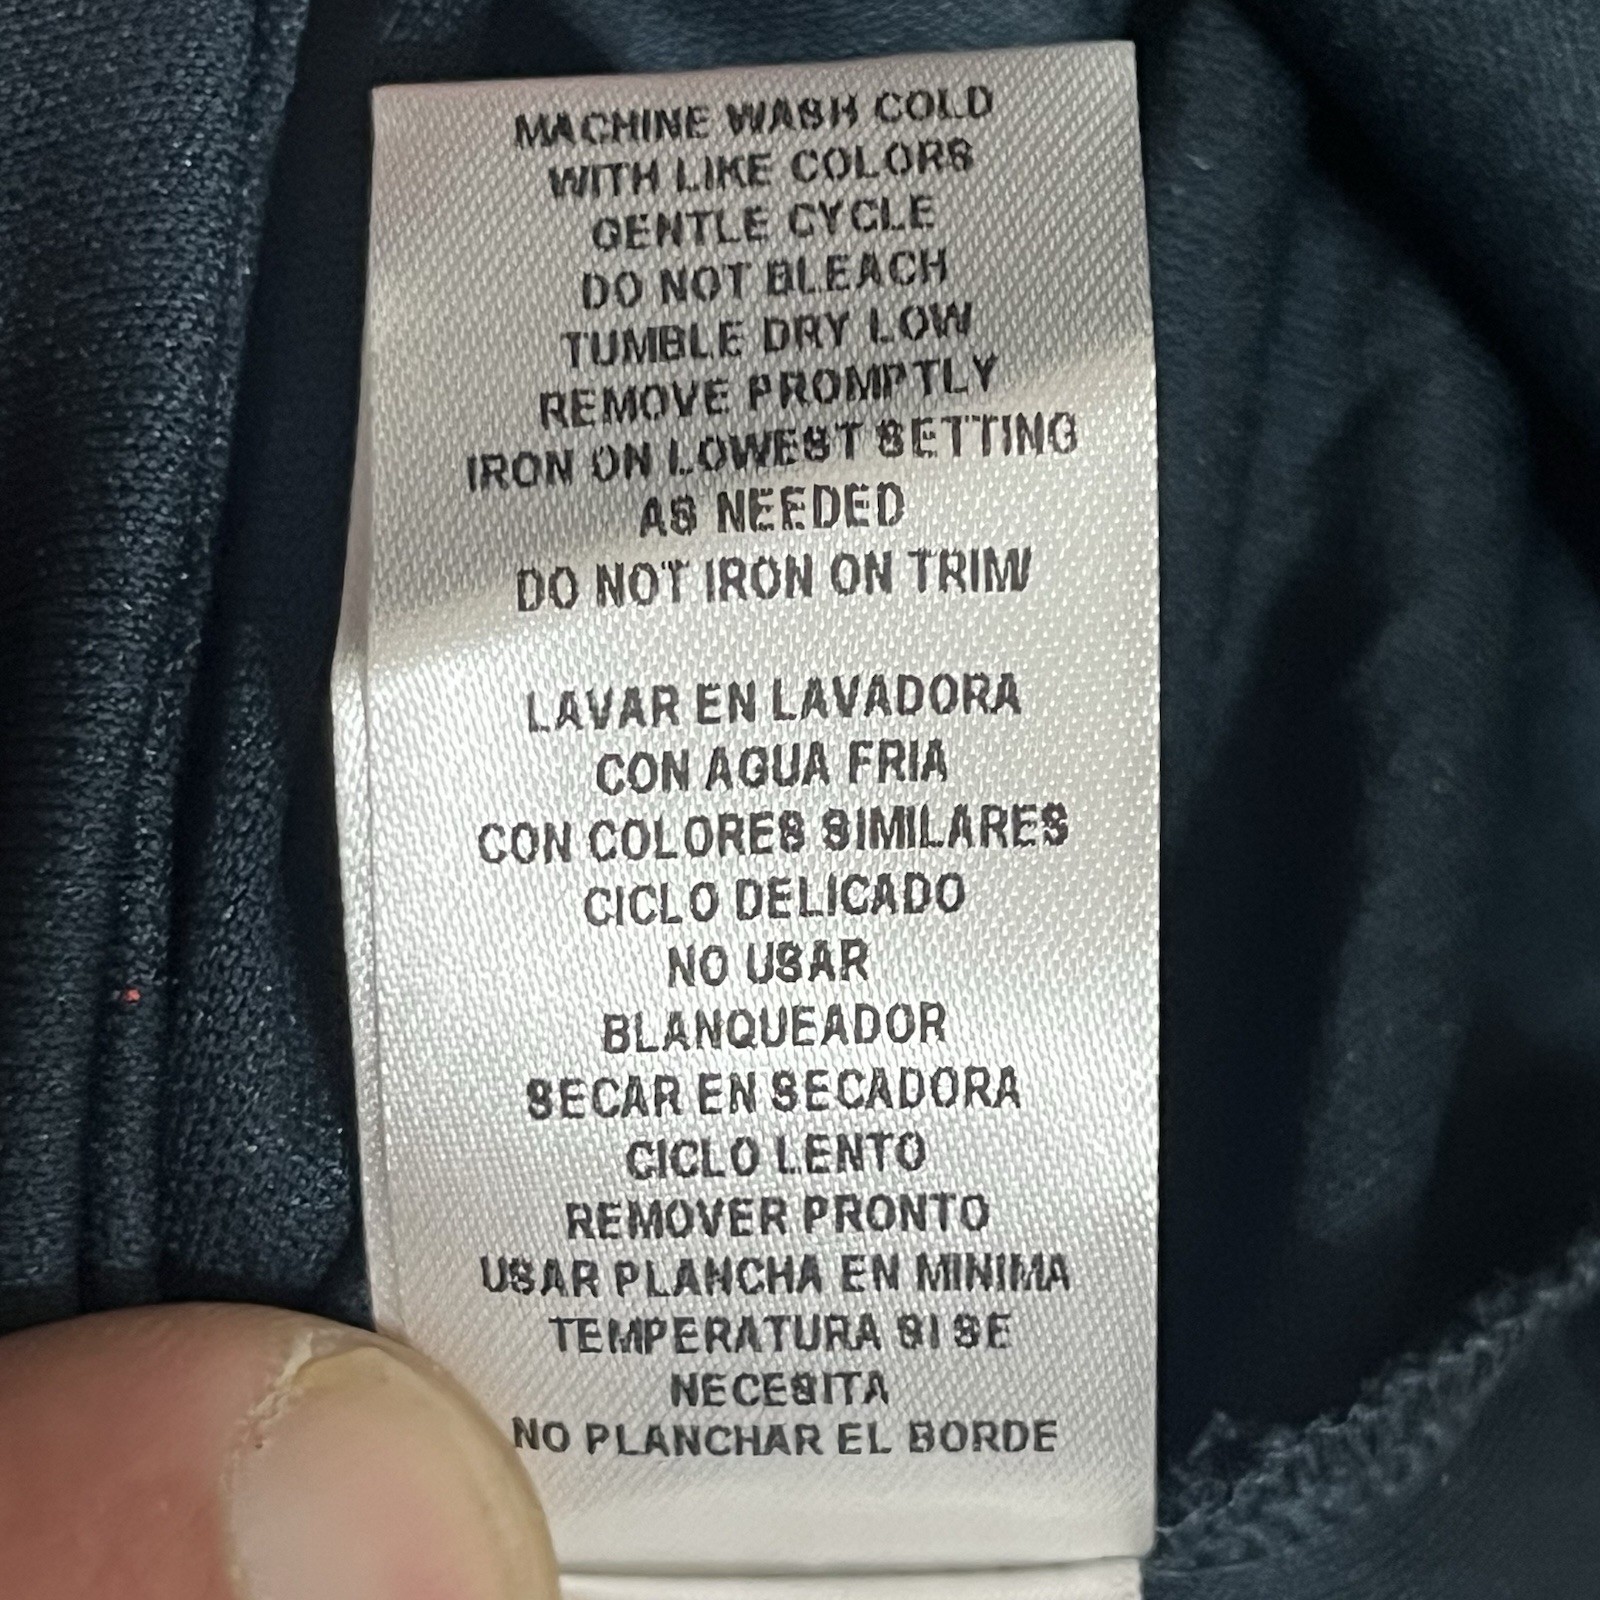 MACHINE WASH COLD
WITH LIKE COLORS
GENTLE CYCLE
DO NOT BLEACH
TUMBLE DRY LOW
REMOVE PROMPTLY
IRON ON LOWEST SETTING
AS NEEDED
DO NOT IRON ON TRIM
LAVAR EN LAVADORA
CON AGUA FRIA
CON COLORES SIMILARES
CICLO DELICADO
NO USAR
BLANQUEADOR
SECAR EN SECADORA
CICLO LENTO
REMOVER PRONTO
USAR PLANCHA EN MINIMA
TEMPERATURA SI SE
NECESITA
NO PLANCHAR EL BORDE